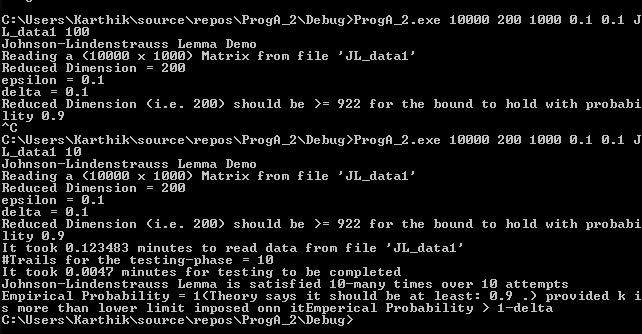 C:\Users\Karthik\source\repos\ProgA_2\Debug>ProgA_2.exe 10000 200 1000 0.1 0.1 J
L_data1 100
Johnson-Lindenstrauss Lemma Demo
Reading a (10000 x 1000) Matrix from file 'JL_data1'
Reduced Dimension = 200
epsilon = 0.1
delta = 0.1
Reduced Dimension (i.e. 200) should be >= 922 for the bound to hold with probabi
lity 0.9
^C
C:\Users\Karthik\source\repos\ProgA_2\Debug>ProgA_2.exe 10000 200 1000 0.1 0.1 J
L_data1 10
Johnson-Lindenstrauss Lemma Demo
Reading a (10000 x 1000) Matrix from file 'JL_data1'
Reduced Dimension = 200
epsilon = 0.1
delta = 0.1
Reduced Dimension (i.e. 200) should be >= 922 for the bound to hold with probabi
lity 0.9
It took 0.123483 minutes to read data from file 'JL_data1'
#Trails for the testing-phase = 10
It took 0.0047 minutes for testing to be completed
Johnson-Lindenstrauss Lemma is satisfied 10-many times over 10 attempts
Empirical Probability = 1(Theory says it should be at least: 0.9 .) provided k i
s more than lower limit imposed onn itEmperical Probability > 1-delta
C:\Users\Karthik\source\repos\ProgA_2\Debug>